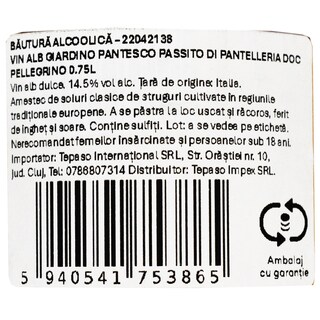 BĂUTURĂ ALCOOLICĂ - 22042138
VIN ALB GIARDINO PANTESCO PASSITO DI PANTELLERIA DOC
PELLEGRINO 0.75L
Vin alb dulce. 14.5% vol alc. Țară de origine: Italia.
Amestec de soiuri clasice de struguri cultivate în regiunile
tradiționale europene. A se păstra la loc uscat și răcoros, ferit
de îngheț și soare. Conține sulfiți. Lot: a se vedea pe etichetă.
Nerecomandat femeilor însărcinate și persoanelor sub 18 ani.
Importator: Tepaso International SRL, Str. Orăștiei nr. 10,
jud. Cluj, Tel: 0788807314 Distribuitor: Tepaso Impex SRL.
5 940541 753865
Ambalaj
cu garanție